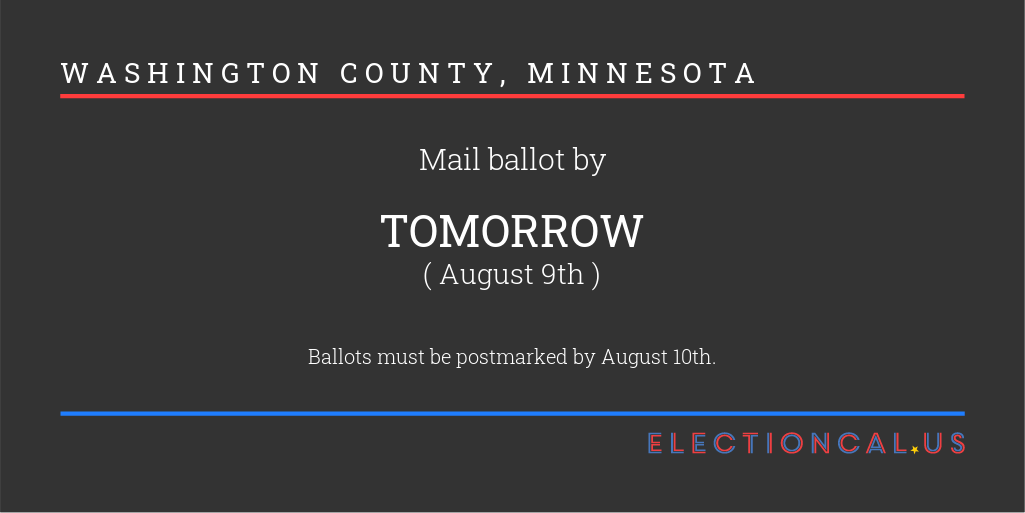 WASHINGTON COUNTY, MINNESOTA
Mail ballot by
TOMORROW
( August 9th )
Ballots must be postmarked by August 10th.
ELECTIONCAL.US